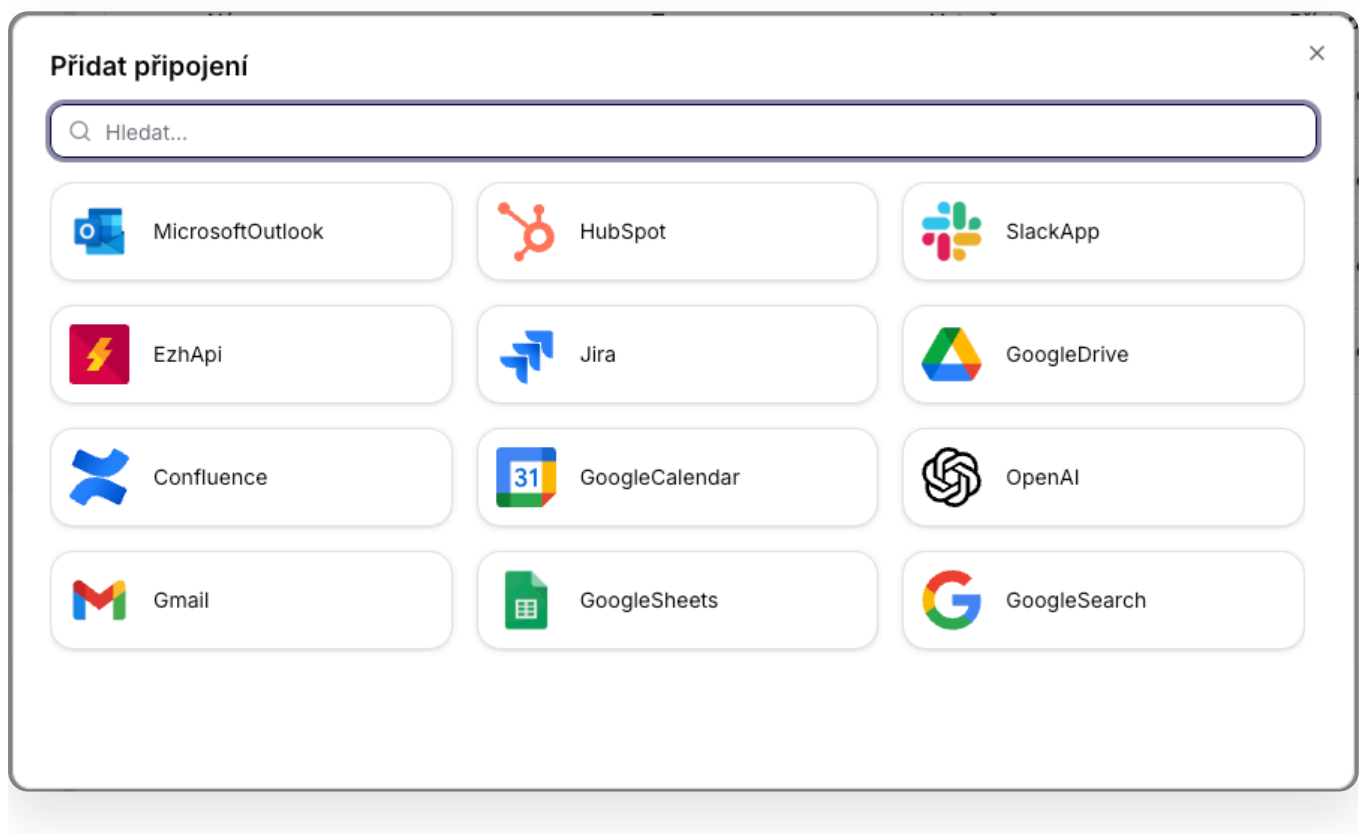 Přidat připojení
Hledat...
MicrosoftOutlook
HubSpot
SlackApp
EzhApi
Jira
GoogleDrive
Confluence
31
GoogleCalendar
OpenAI
Gmail
GoogleSheets
GoogleSearch